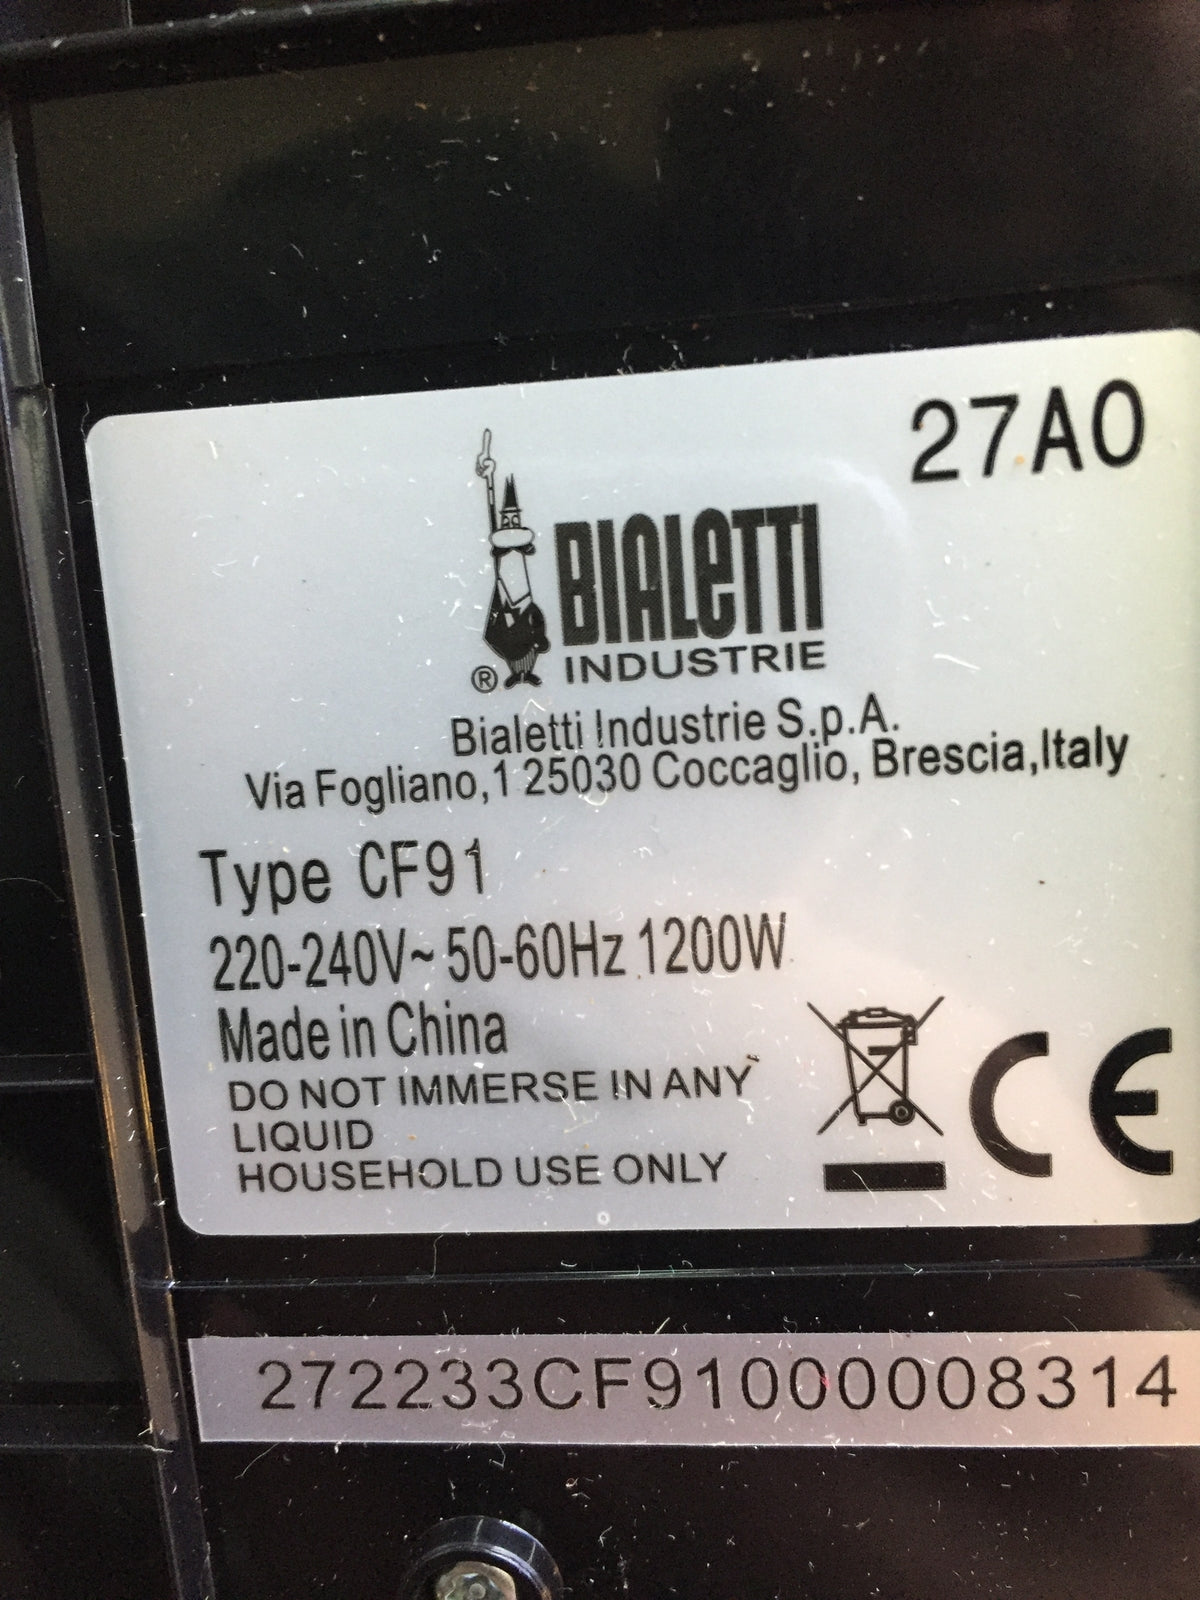 27A0
BIALETTI
INDUSTRIE
®
Bialetti Industrie S.p.A.
Via Fogliano,1 25030 Coccaglio, Brescia,Italy
Type CF91
220-240V~ 50-60Hz 1200W
Made in China
DO NOT IMMERSE IN ANY
LIQUID
HOUSEHOLD USE ONLY
CE
272233CF91000008314